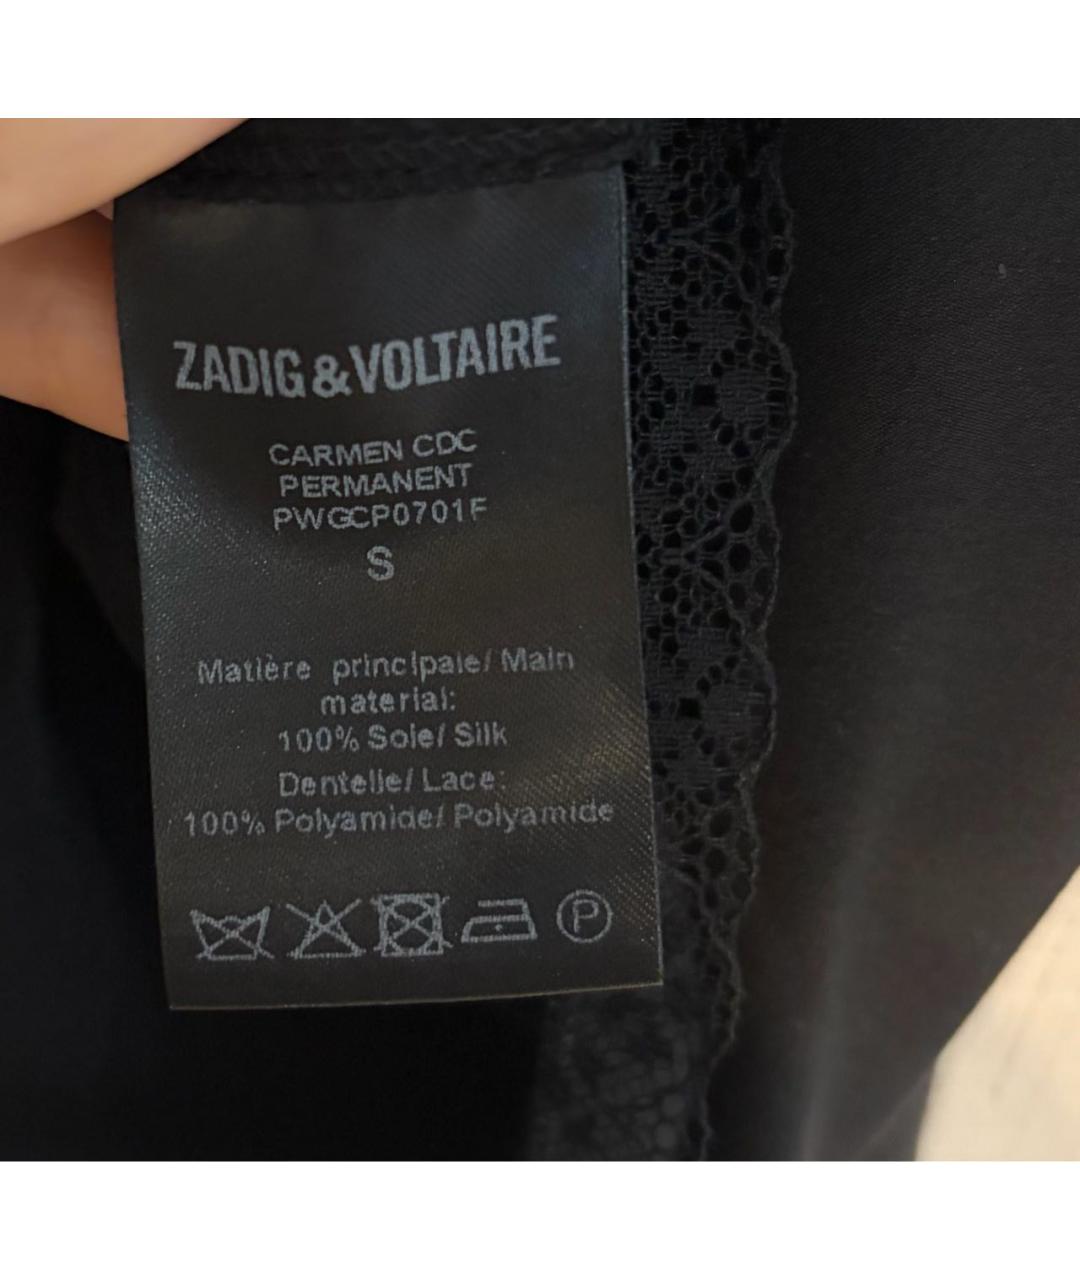 ZADIG & VOLTAIRE
CARMEN CDC
PERMANENT
PWGCP0701F
S
Matière principale/ Main
material:
100% Soie/ Silk
Dentelle/ Lace:
100% Polyamide/ Polyamide
P